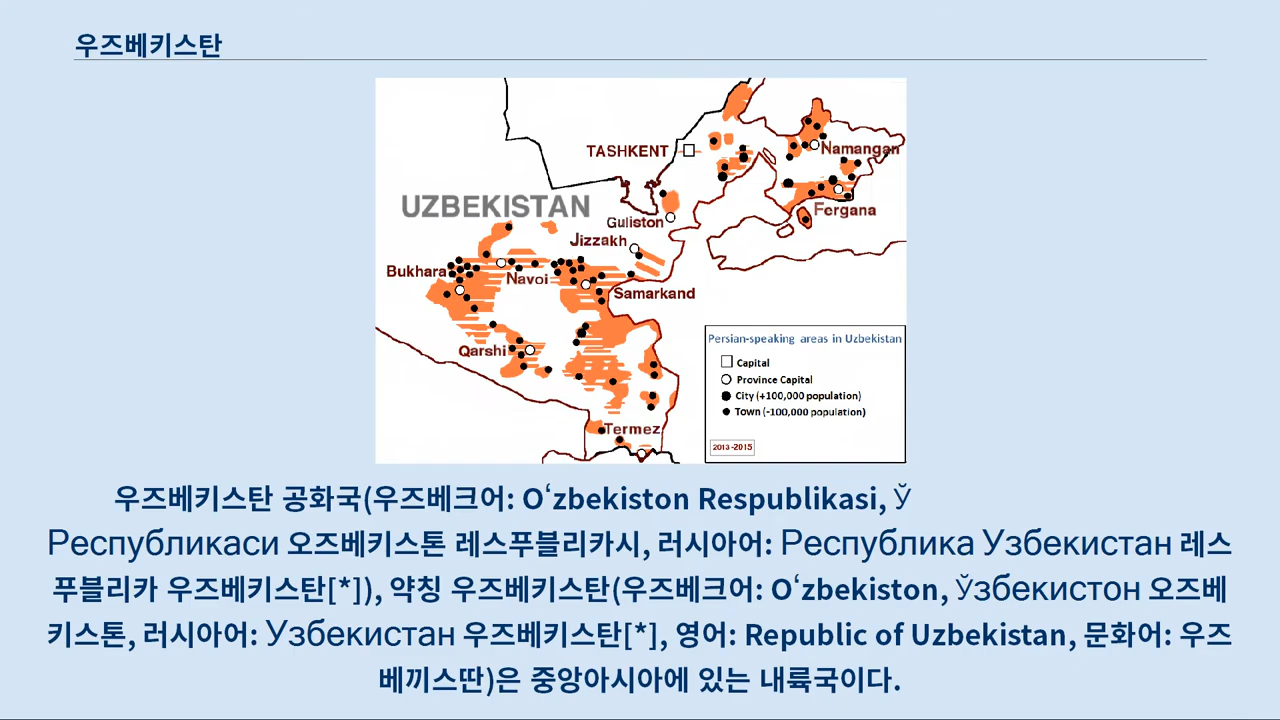 우즈베키스탄
TASHKENT
Namangan
UZBEKISTAN
Guliston
Fergana
Jizzakh
Bukhara
Navoi
Samarkand
Qarshi
Termez
Persian-speaking areas in Uzbekistan
Capital
Province Capital
City (+100,000 population)
Town (-100,000 population)
2013-2015
우즈베키스탄 공화국(우즈베크어: Oʻzbekiston Respublikasi, Ў
Республикаси 오즈베키스톤 레스푸블리카시, 러시아어: Республика Узбекистан 레스
푸블리카 우즈베키스탄[*]), 약칭 우즈베키스탄(우즈베크어: Oʻzbekiston, Ўзбекистон 오즈베
키스톤, 러시아어: Узбекистан 우즈베키스탄[*], 영어: Republic of Uzbekistan, 문화어: 우즈
베끼스딴)은 중앙아시아에 있는 내륙국이다.